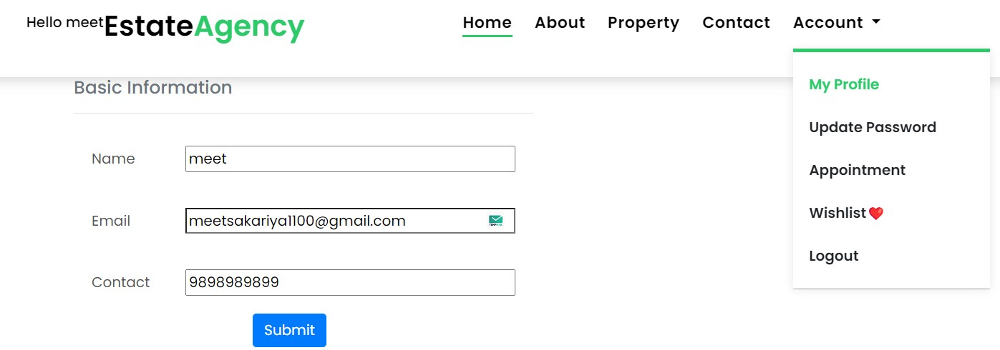 Hello meet EstateAgency Home About Property Contact Account
My Profile
Update Password
Appointment
Wishlist❤️
Logout
Basic Information
Name meet
Email meetsakariya1100@gmail.com
Contact 9898989899
Submit